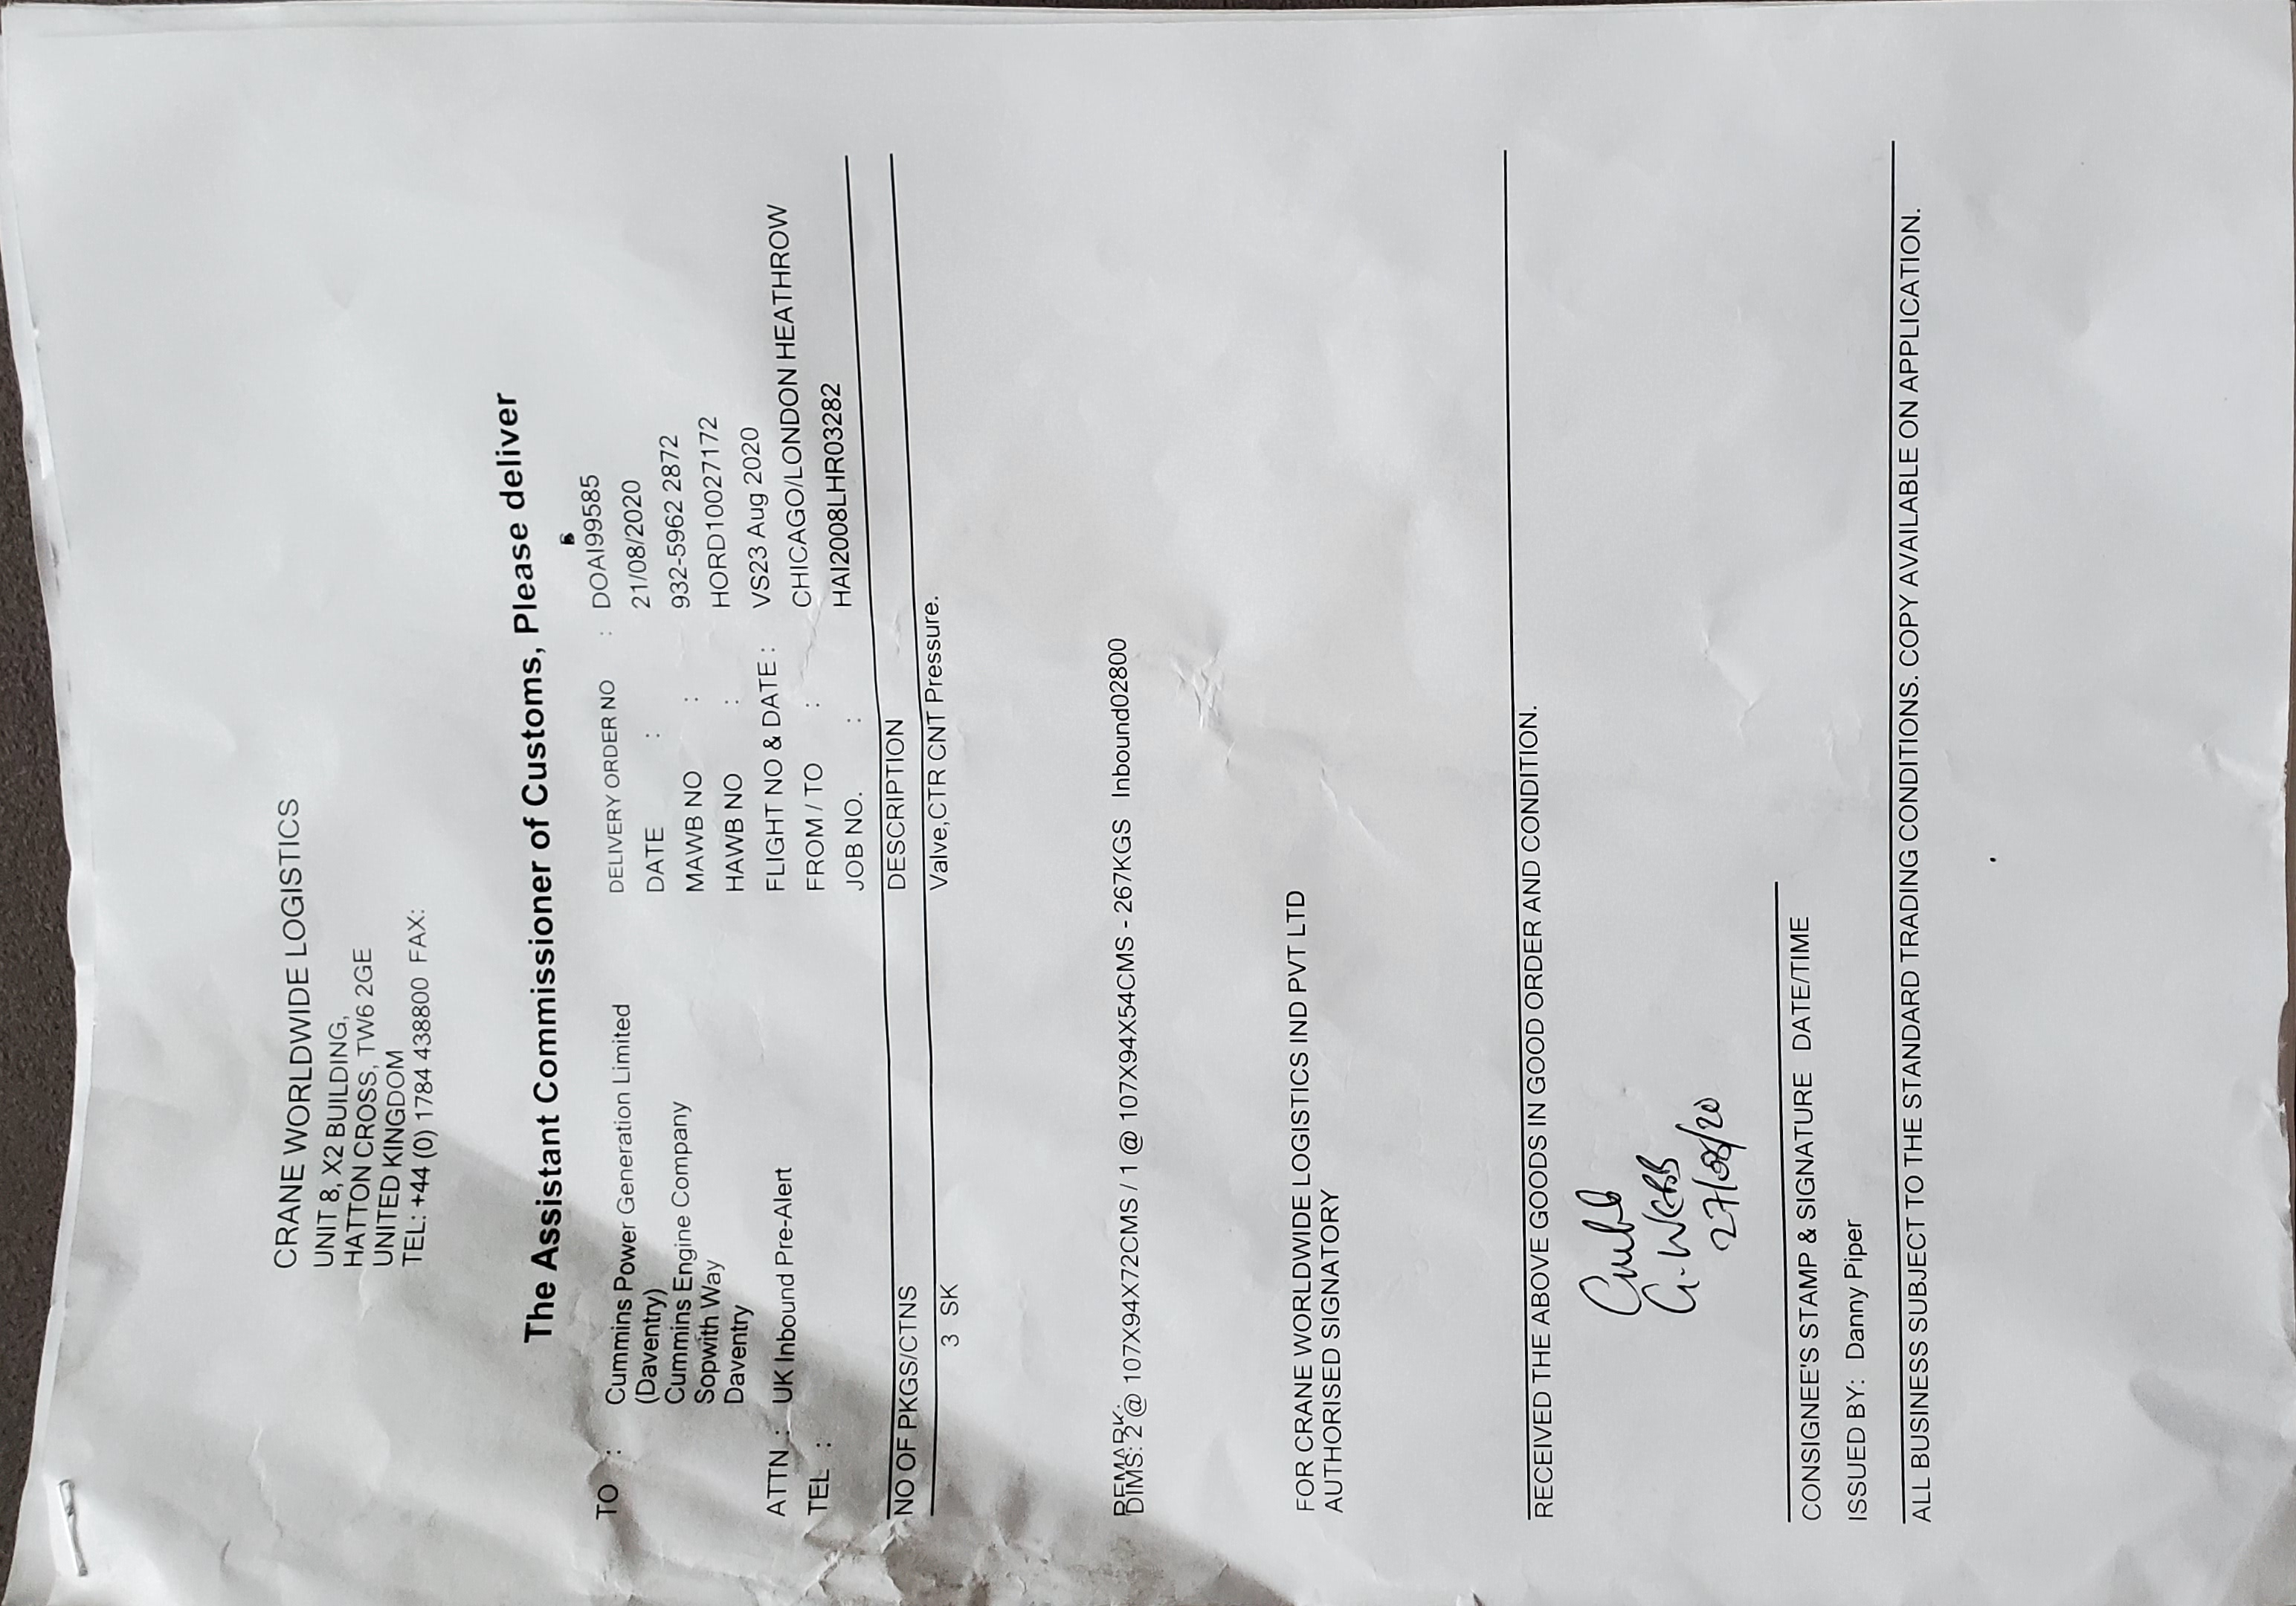 CRANE WORLDWIDE LOGISTICS
UNIT 8, X2 BUILDING,
HATTON CROSS, TW6 2GE
UNITED KINGDOM
TEL: +44 (0) 1784 438800 FAX:
The Assistant Commissioner of Customs, Please deliver
TO : Cummins Power Generation Limited
(Daventry)
Cummins Engine Company
Sopwith Way
Daventry
ATTN : UK Inbound Pre-Alert
TEL :
DELIVERY ORDER NO : DOAI99585
DATE : 21/08/2020
MAWB NO : 932-5962 2872
HAWB NO : HORD10027172
FLIGHT NO & DATE : VS23 Aug 2020
FROM / TO : CHICAGO/LONDON HEATHROW
JOB NO. : HAI2008LHR03282
NO OF PKGS/CTNS DESCRIPTION
3 SK Valve,CTR CNT Pressure.
REMARK:
DIMS: 2 @ 107X94X72CMS / 1 @ 107X94X54CMS - 267KGS Inbound02800
FOR CRANE WORLDWIDE LOGISTICS IND PVT LTD
AUTHORISED SIGNATORY
RECEIVED THE ABOVE GOODS IN GOOD ORDER AND CONDITION.
G. WEBB
27/08/20
CONSIGNEE'S STAMP & SIGNATURE DATE/TIME
ISSUED BY: Danny Piper
ALL BUSINESS SUBJECT TO THE STANDARD TRADING CONDITIONS. COPY AVAILABLE ON APPLICATION.